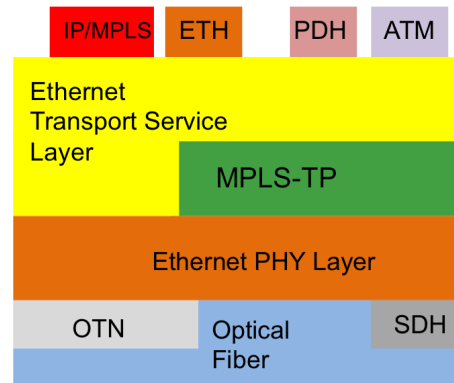 IP/MPLS ETH PDH ATM
Ethernet
Transport Service
Layer
MPLS-TP
Ethernet PHY Layer
OTN Optical SDH
Fiber